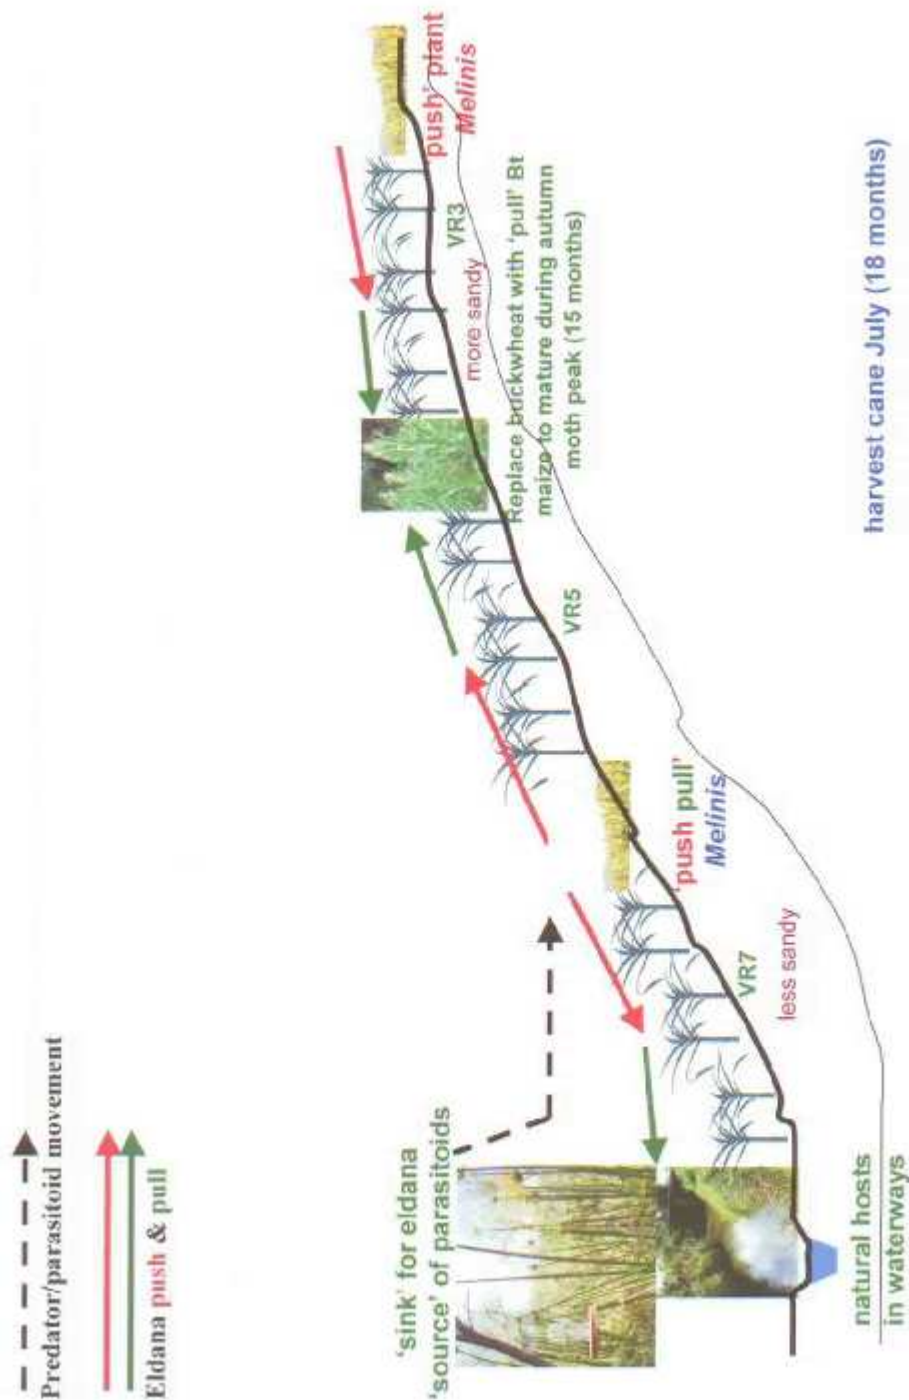 Predator/parasitoid movement
Eldana push & pull
'sink' for eldana
'source' of parasitoids
natural hosts
in waterways
less sandy
VR7
'push pull'
Melinis
VR5
Replace buckwheat with 'pull' Bt
maize to mature during autumn
moth peak (15 months)
more sandy
VR3
'push' plant
Melinis
harvest cane July (18 months)